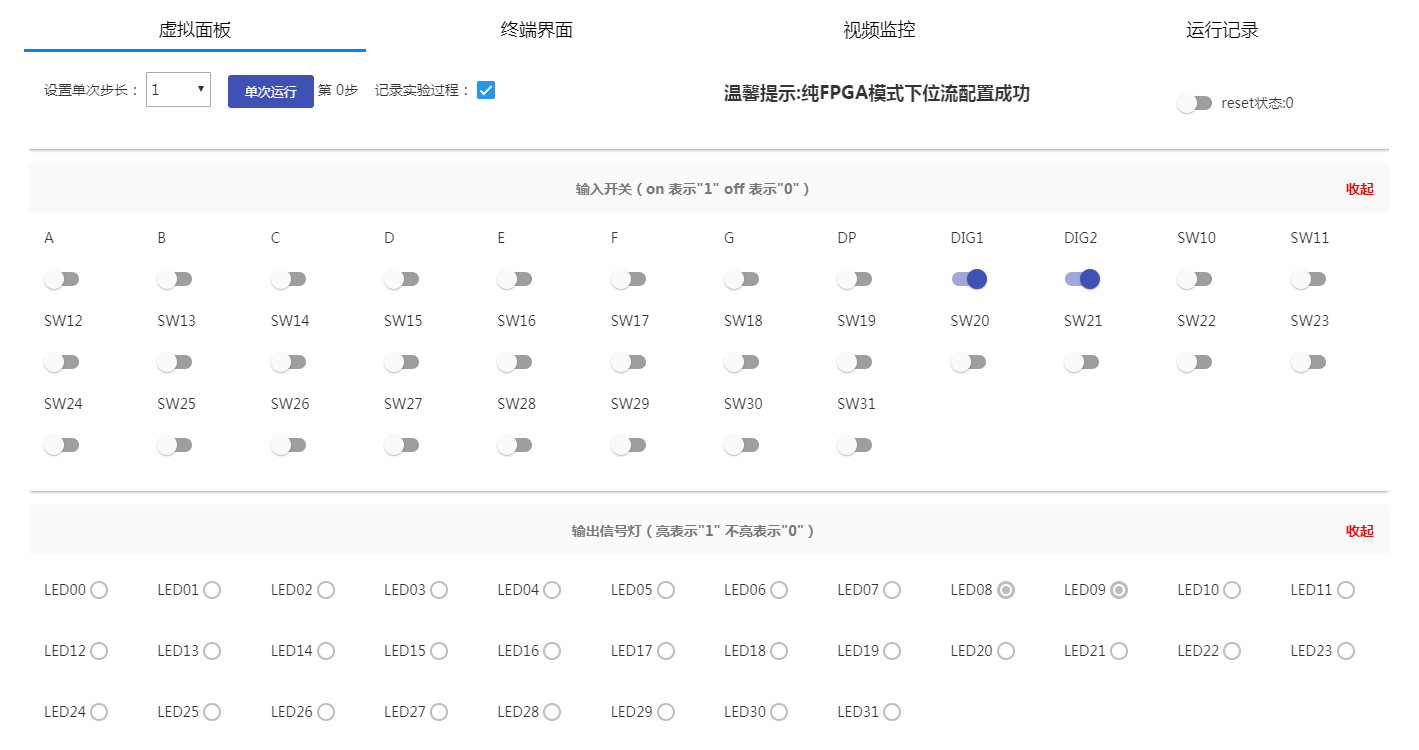 虚拟面板 终端界面 视频监控 运行记录
设置单次步长： 1 单次运行 第 0步 记录实验过程： 温馨提示:纯FPGA模式下位流配置成功 reset状态:0
输入开关（on 表示"1" off 表示"0"） 收起
A B C D E F G DP DIG1 DIG2 SW10 SW11
SW12 SW13 SW14 SW15 SW16 SW17 SW18 SW19 SW20 SW21 SW22 SW23
SW24 SW25 SW26 SW27 SW28 SW29 SW30 SW31
输出信号灯（亮表示"1" 不亮表示"0"） 收起
LED00 LED01 LED02 LED03 LED04 LED05 LED06 LED07 LED08 LED09 LED10 LED11
LED12 LED13 LED14 LED15 LED16 LED17 LED18 LED19 LED20 LED21 LED22 LED23
LED24 LED25 LED26 LED27 LED28 LED29 LED30 LED31